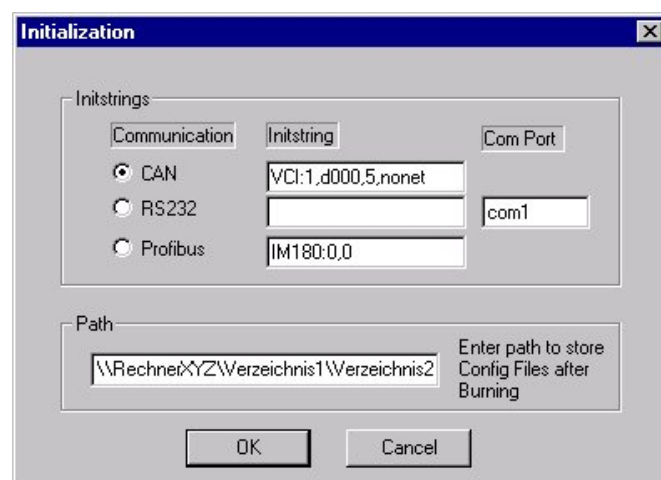 Initialization
Initstrings
Communication Initstring Com Port
CAN VCI:1,d000,5,nonet
RS232 com1
Profibus IM180:0,0
Path
\\RechnerXYZ\Verzeichnis1\Verzeichnis2
Enter path to store
Config Files after
Burning
OK Cancel